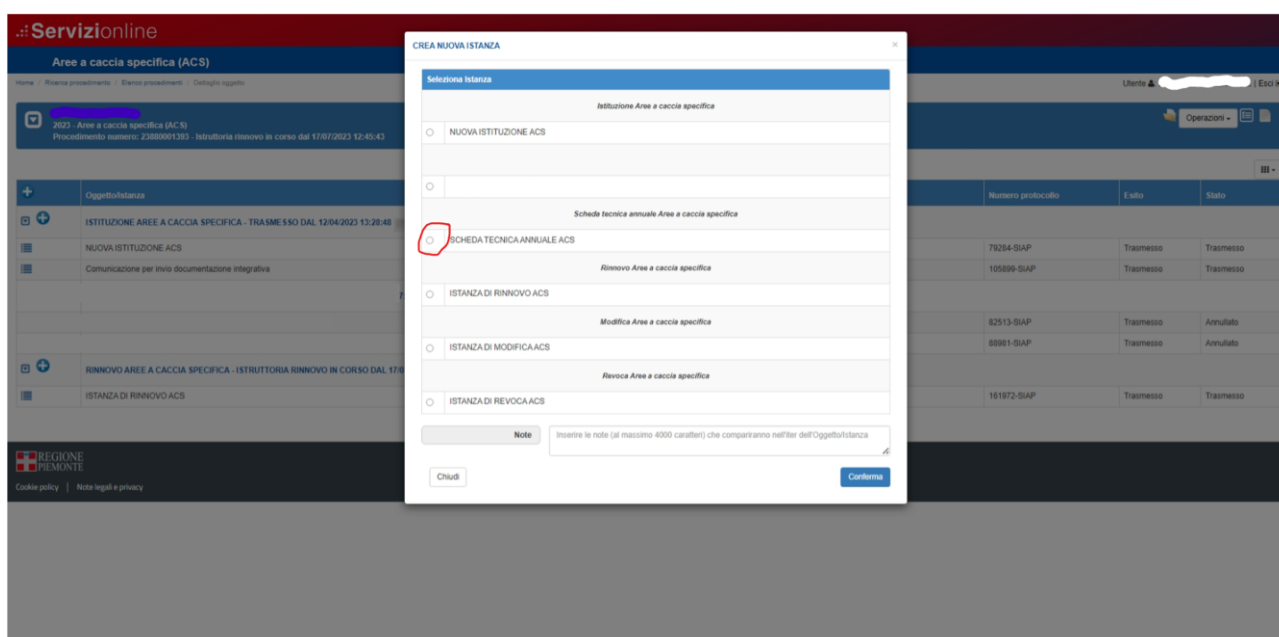 .::Servizionline
Aree a caccia specifica (ACS)
Home / Ricerca procedimento / Elenco procedimenti / Dettaglio oggetto
Utente
| Esci
2023 - Aree a caccia specifica (ACS)
Procedimento numero: 23880001393 - Istruttoria rinnovo in corso dal 17/07/2023 12:45:43
Operazioni
CREA NUOVA ISTANZA
×
Seleziona Istanza
Istituzione Aree a caccia specifica
NUOVA ISTITUZIONE ACS
Scheda tecnica annuale Aree a caccia specifica
SCHEDA TECNICA ANNUALE ACS
Rinnovo Aree a caccia specifica
ISTANZA DI RINNOVO ACS
Modifica Aree a caccia specifica
ISTANZA DI MODIFICA ACS
Revoca Aree a caccia specifica
ISTANZA DI REVOCA ACS
Note
Inserire le note (al massimo 4000 caratteri) che compariranno nell'iter dell'Oggetto/Istanza
Chiudi
Conferma
Oggetto/Istanza
Numero protocollo
Esito
Stato
ISTITUZIONE AREE A CACCIA SPECIFICA - TRASMESSO DAL 12/04/2023 13:20:48
NUOVA ISTITUZIONE ACS
79284-SIAP
Trasmesso
Trasmesso
Comunicazione per invio documentazione integrativa
105899-SIAP
Trasmesso
Trasmesso
82513-SIAP
Trasmesso
Annullato
88981-SIAP
Trasmesso
Annullato
RINNOVO AREE A CACCIA SPECIFICA - ISTRUTTORIA RINNOVO IN CORSO DAL 17/0
ISTANZA DI RINNOVO ACS
161972-SIAP
Trasmesso
Trasmesso
REGIONE
PIEMONTE
Cookie policy | Note legali e privacy